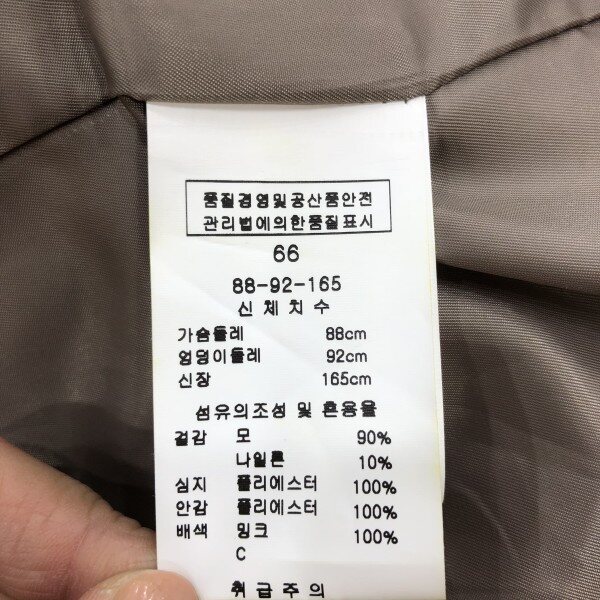 품질경영및공산품안전
관리법에의한품질표시
66
88-92-165
신체치수
가슴둘레 88cm
엉덩이둘레 92cm
신장 165cm
섬유의조성 및 혼용율
겉감 모 90%
나일론 10%
심지 폴리에스터 100%
안감 폴리에스터 100%
배색 밍크 100%
C
취급주의